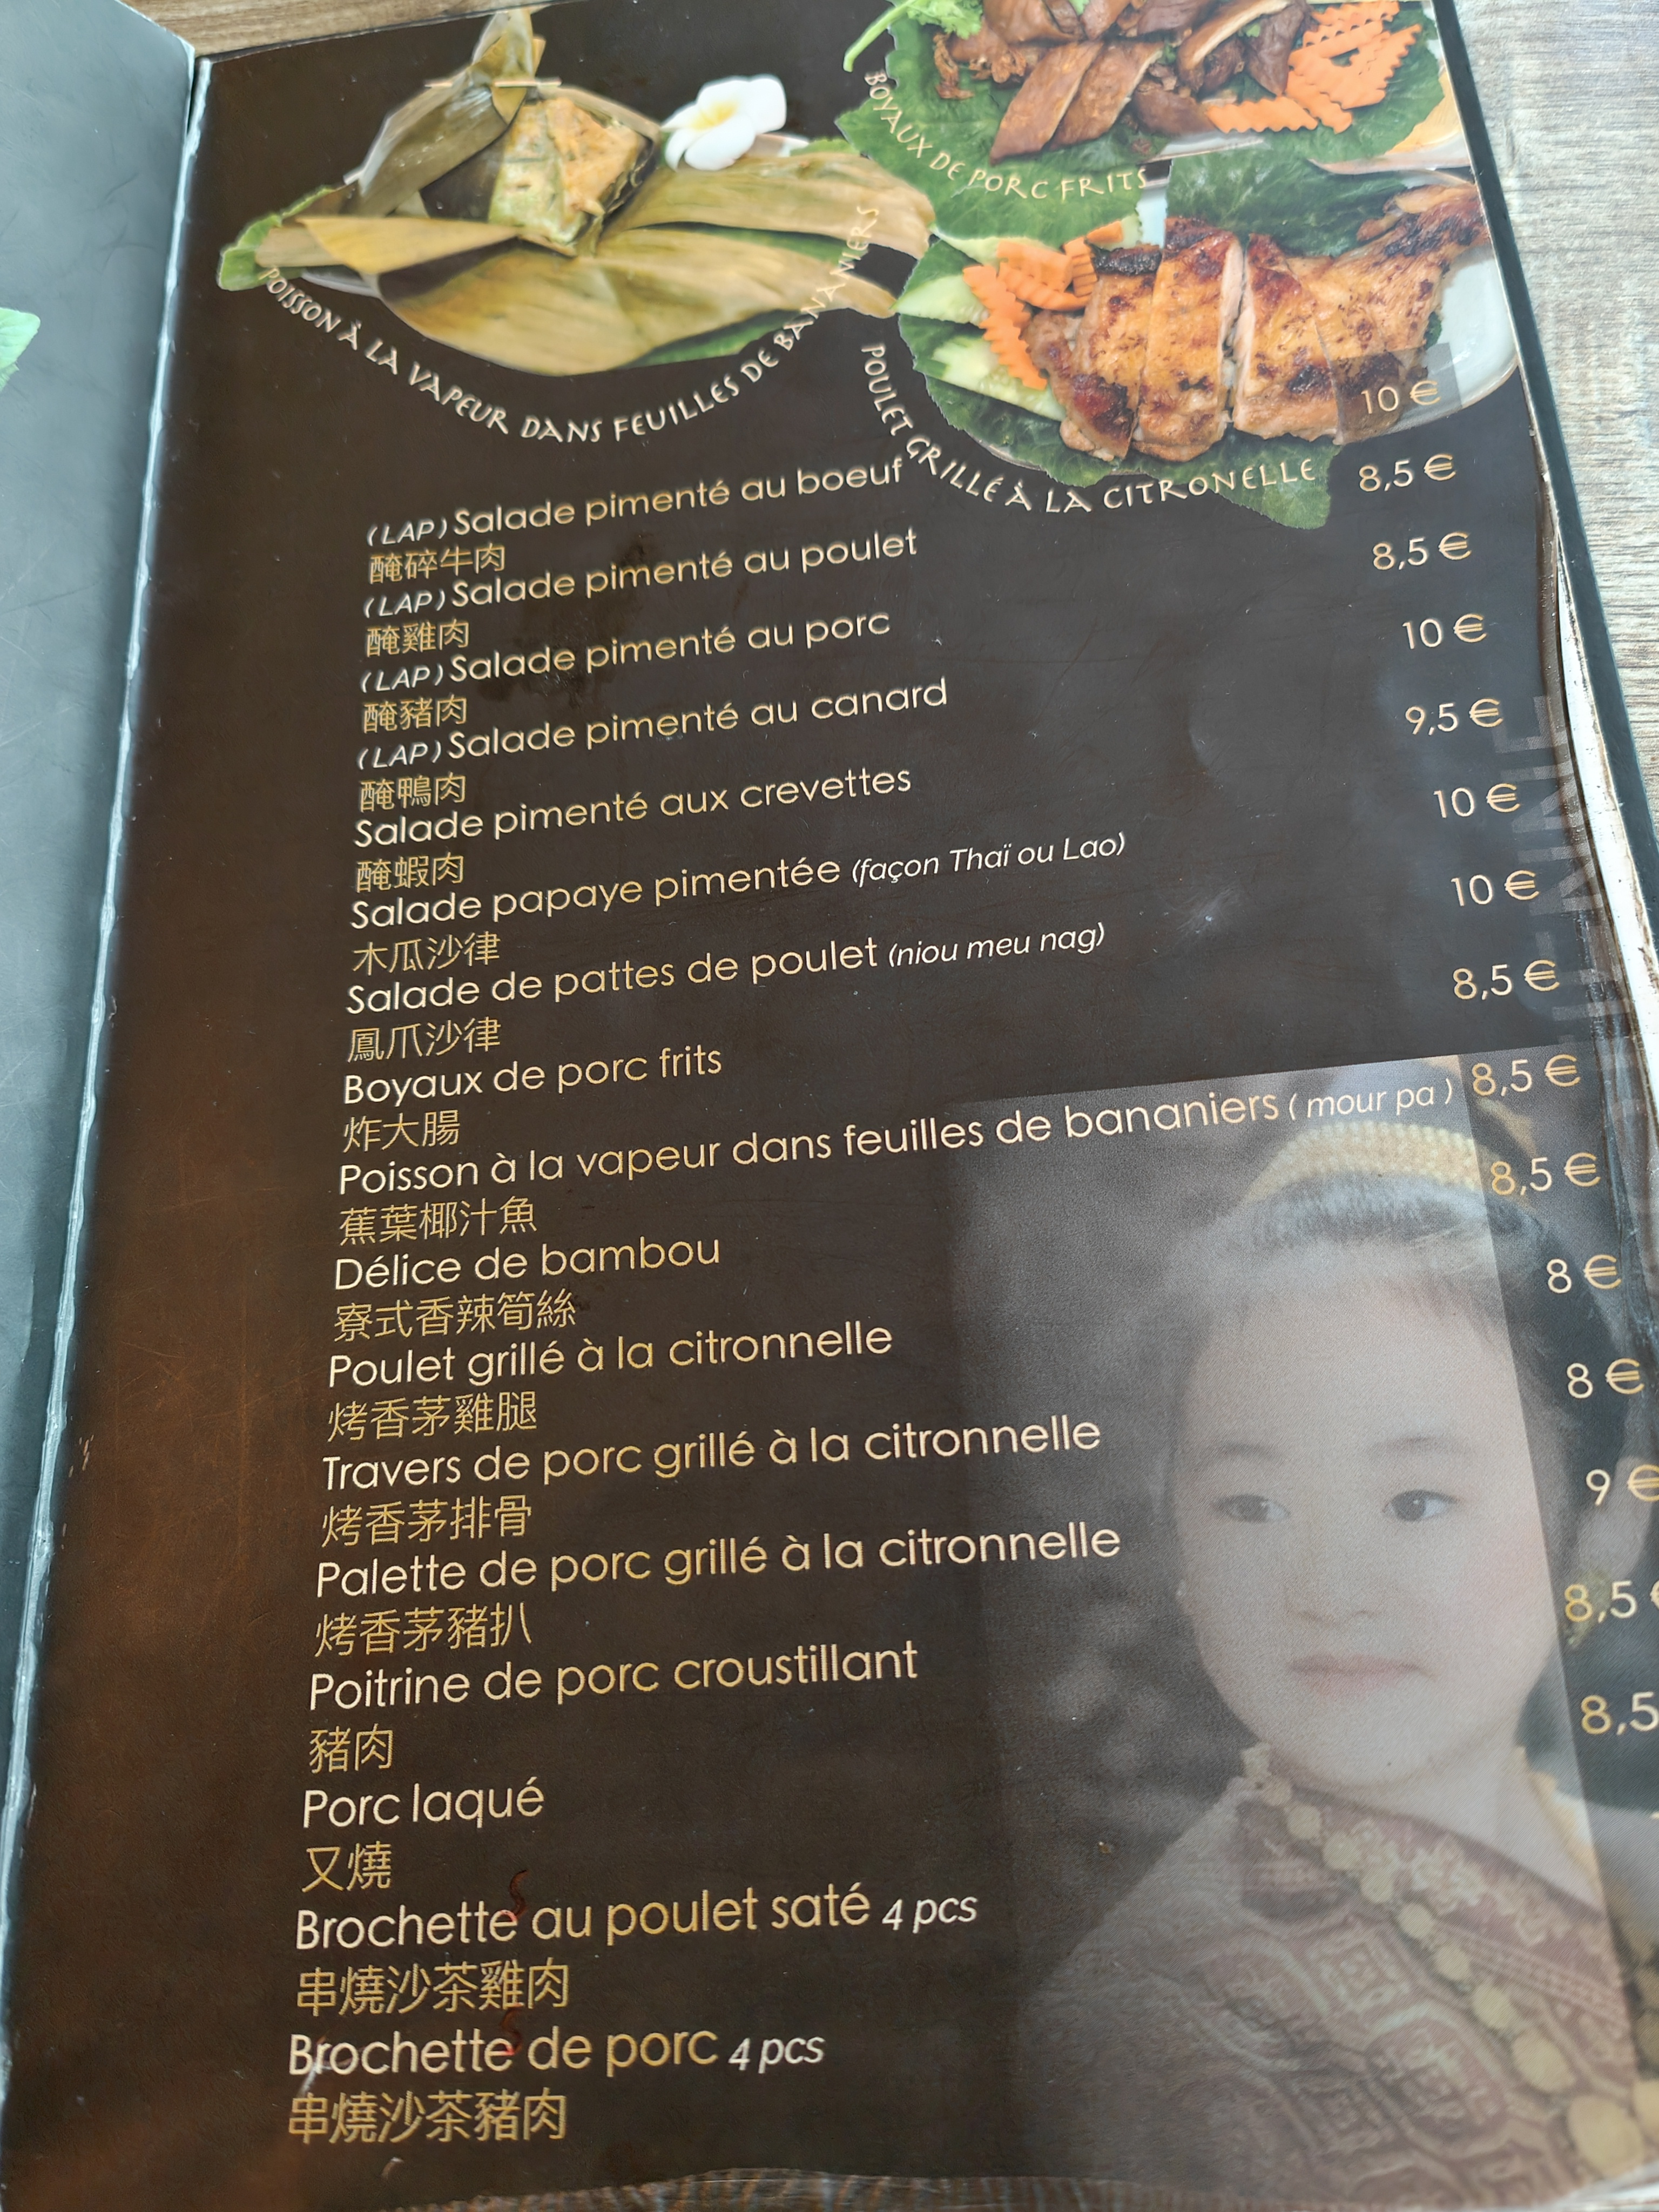 BOYAUX DE PORC FRITS
POISSON À LA VAPEUR DANS FEUILLES DE BANANIERS
POULET GRILLÉ À LA CITRONELLE
(LAP) Salade pimenté au boeuf 10 €
醃碎牛肉
(LAP) Salade pimenté au poulet 8,5 €
醃雞肉
(LAP) Salade pimenté au porc 8,5 €
醃豬肉
(LAP) Salade pimenté au canard 10 €
醃鴨肉
Salade pimenté aux crevettes 9,5 €
醃蝦肉
Salade papaye pimentée (façon Thaï ou Lao) 10 €
木瓜沙律
Salade de pattes de poulet (niou meu nag) 10 €
鳳爪沙律
Boyaux de porc frits 8,5 €
炸大腸
Poisson à la vapeur dans feuilles de bananiers ( mour pa ) 8,5 €
蕉葉椰汁魚
Délice de bambou 8,5 €
寮式香辣筍絲
Poulet grillé à la citronnelle 8 €
烤香茅雞腿
Travers de porc grillé à la citronnelle 8 €
烤香茅排骨
Palette de porc grillé à la citronnelle 9 €
烤香茅豬扒
Poitrine de porc croustillant 8,5 €
豬肉
Porc laqué 8,5
又燒
Brochettes au poulet saté 4 pcs
串燒沙茶雞肉
Brochettes de porc 4 pcs
串燒沙茶豬肉